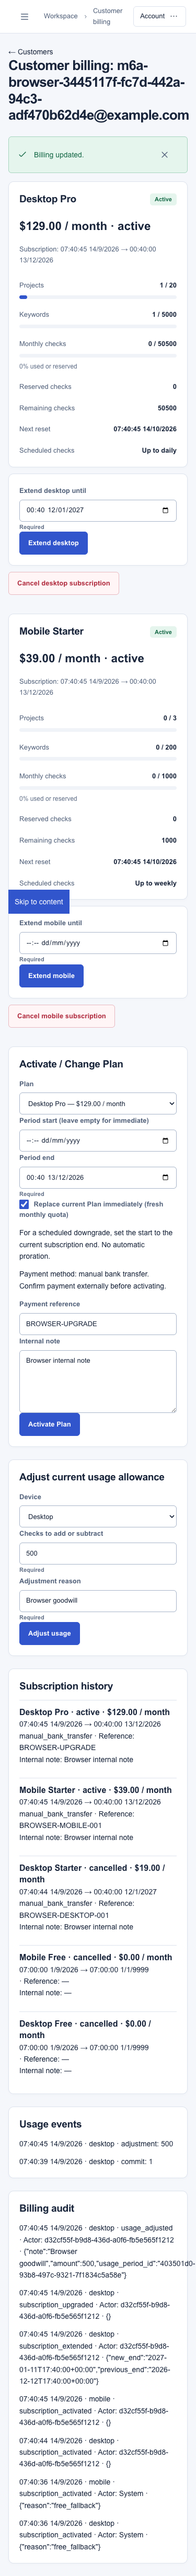 Workspace
›
Customer billing
Account ···
← Customers
Customer billing: m6a-
browser-3445117f-fc7d-442a-
94c3-
adf470b62d4e@example.com
Billing updated.
Desktop Pro
Active
$129.00 / month · active
Subscription: 07:40:45 14/9/2026 → 00:40:00
13/12/2026
Projects 1 / 20
Keywords 1 / 5000
Monthly checks 0 / 50500
0% used or reserved
Reserved checks 0
Remaining checks 50500
Next reset 07:40:45 14/10/2026
Scheduled checks Up to daily
Extend desktop until
00:40 12/01/2027
Required
Extend desktop
Cancel desktop subscription
Mobile Starter
Active
$39.00 / month · active
Subscription: 07:40:45 14/9/2026 → 00:40:00
13/12/2026
Projects 0 / 3
Keywords 0 / 200
Monthly checks 0 / 1000
0% used or reserved
Reserved checks 0
Remaining checks 1000
Next reset 07:40:45 14/10/2026
Scheduled checks Up to weekly
Skip to content
Extend mobile until
--:-- dd/mm/yyyy
Required
Extend mobile
Cancel mobile subscription
Activate / Change Plan
Plan
Desktop Pro — $129.00 / month
Period start (leave empty for immediate)
--:-- dd/mm/yyyy
Period end
00:40 13/12/2026
Required
Replace current Plan immediately (fresh
monthly quota)
For a scheduled downgrade, set the start to the
current subscription end. No automatic
proration.
Payment method: manual bank transfer.
Confirm payment externally before activating.
Payment reference
BROWSER-UPGRADE
Internal note
Browser internal note
Activate Plan
Adjust current usage allowance
Device
Desktop
Checks to add or subtract
500
Required
Adjustment reason
Browser goodwill
Required
Adjust usage
Subscription history
Desktop Pro · active · $129.00 / month
07:40:45 14/9/2026 → 00:40:00 13/12/2026
manual_bank_transfer · Reference:
BROWSER-UPGRADE
Internal note: Browser internal note
Mobile Starter · active · $39.00 / month
07:40:45 14/9/2026 → 00:40:00 13/12/2026
manual_bank_transfer · Reference:
BROWSER-MOBILE-001
Internal note: Browser internal note
Desktop Starter · cancelled · $19.00 /
month
07:40:44 14/9/2026 → 00:40:00 12/1/2027
manual_bank_transfer · Reference:
BROWSER-DESKTOP-001
Internal note: Browser internal note
Mobile Free · cancelled · $0.00 / month
07:00:00 1/9/2026 → 07:00:00 1/1/9999
· Reference: —
Internal note: —
Desktop Free · cancelled · $0.00 /
month
07:00:00 1/9/2026 → 07:00:00 1/1/9999
· Reference: —
Internal note: —
Usage events
07:40:45 14/9/2026 · desktop · adjustment: 500
07:40:39 14/9/2026 · desktop · commit: 1
Billing audit
07:40:45 14/9/2026 · desktop · usage_adjusted
· Actor: d32cf55f-b9d8-436d-a0f6-fb5e565f1212
· {"note":"Browser
goodwill","amount":500,"usage_period_id":"403501d0-
93b8-497c-9321-7f1834c5a58e"}
07:40:45 14/9/2026 · desktop ·
subscription_upgraded · Actor: d32cf55f-b9d8-
436d-a0f6-fb5e565f1212 · {}
07:40:45 14/9/2026 · desktop ·
subscription_extended · Actor: d32cf55f-b9d8-
436d-a0f6-fb5e565f1212 · {"new_end":"2027-
01-11T17:40:00+00:00","previous_end":"2026-
12-12T17:40:00+00:00"}
07:40:45 14/9/2026 · mobile ·
subscription_activated · Actor: d32cf55f-b9d8-
436d-a0f6-fb5e565f1212 · {}
07:40:44 14/9/2026 · desktop ·
subscription_activated · Actor: d32cf55f-b9d8-
436d-a0f6-fb5e565f1212 · {}
07:40:36 14/9/2026 · mobile ·
subscription_activated · Actor: System ·
{"reason":"free_fallback"}
07:40:36 14/9/2026 · desktop ·
subscription_activated · Actor: System ·
{"reason":"free_fallback"}